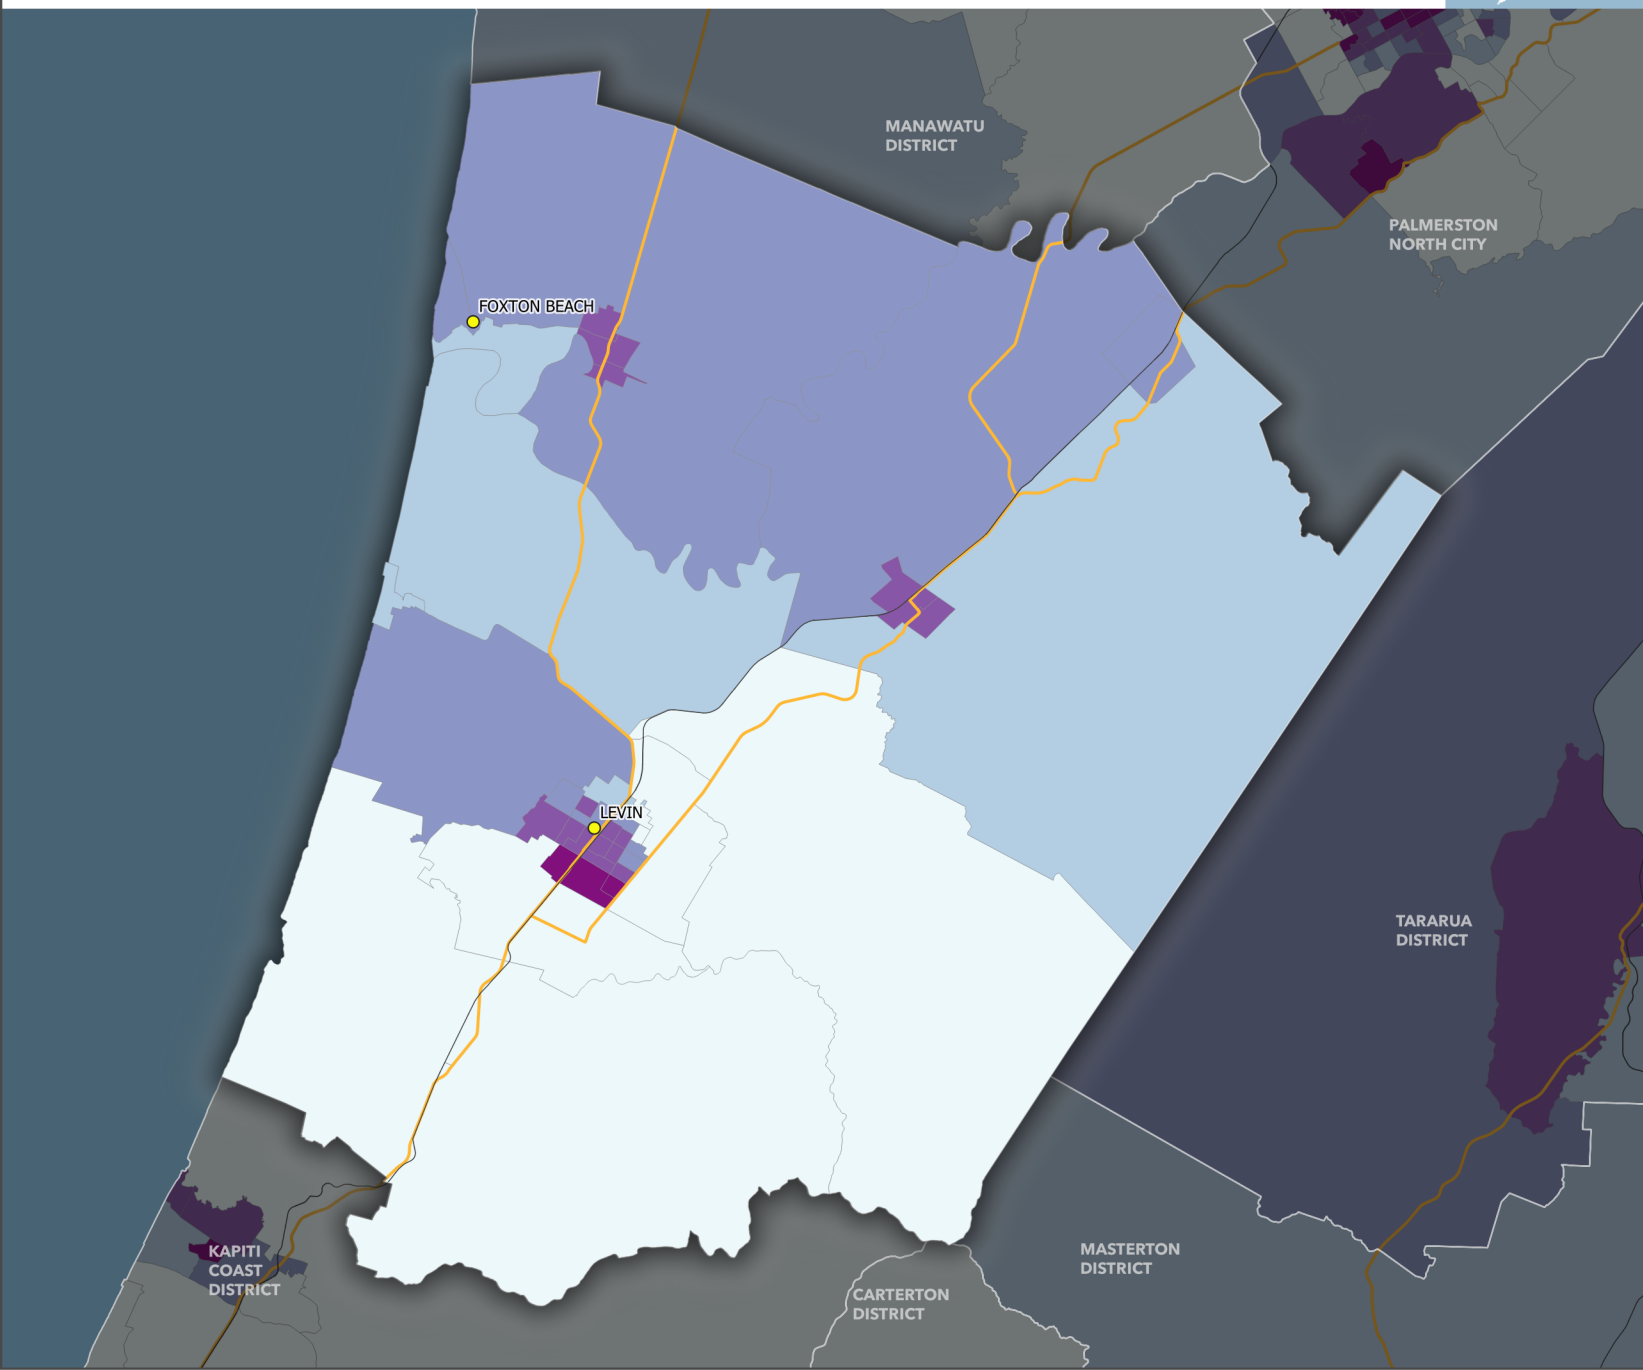 MANAWATU
DISTRICT
PALMERSTON
NORTH CITY
FOXTON BEACH
LEVIN
TARARUA
DISTRICT
KAPITI
COAST
DISTRICT
MASTERTON
DISTRICT
CARTERTON
DISTRICT